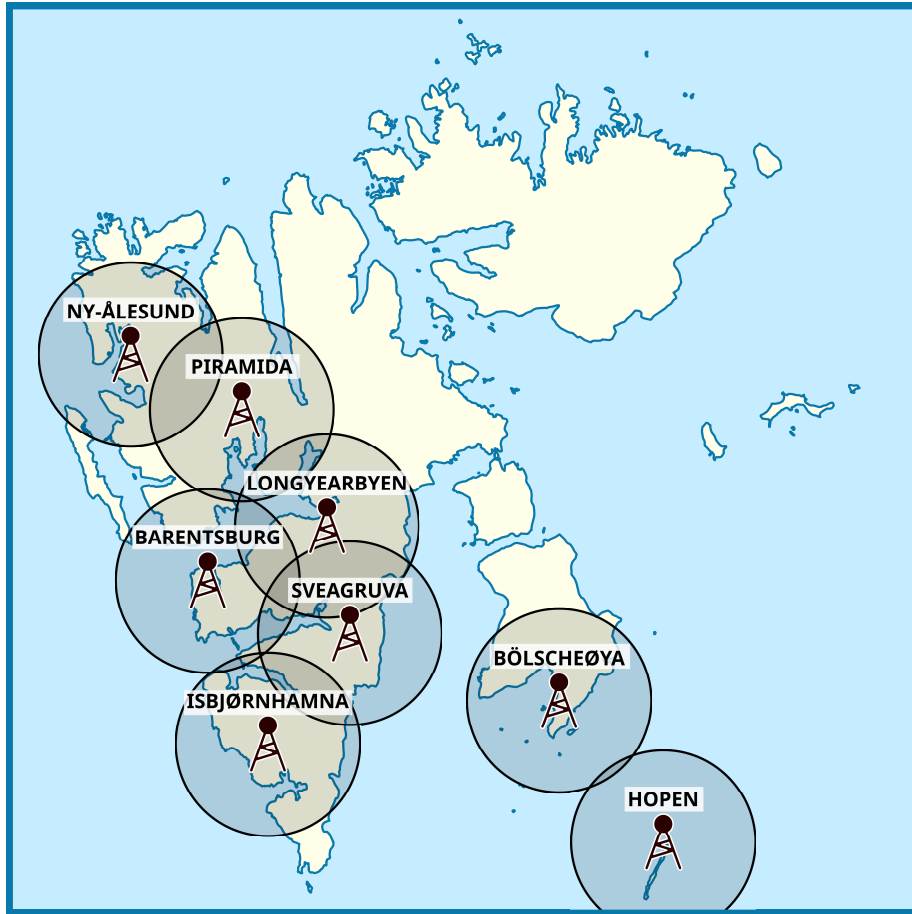 NY-ÅLESUND
PIRAMIDA
LONGYEARBYEN
BARENTSBURG
SVEAGRUVA
BÖLSCHEØYA
ISBJØRNHAMNA
HOPEN